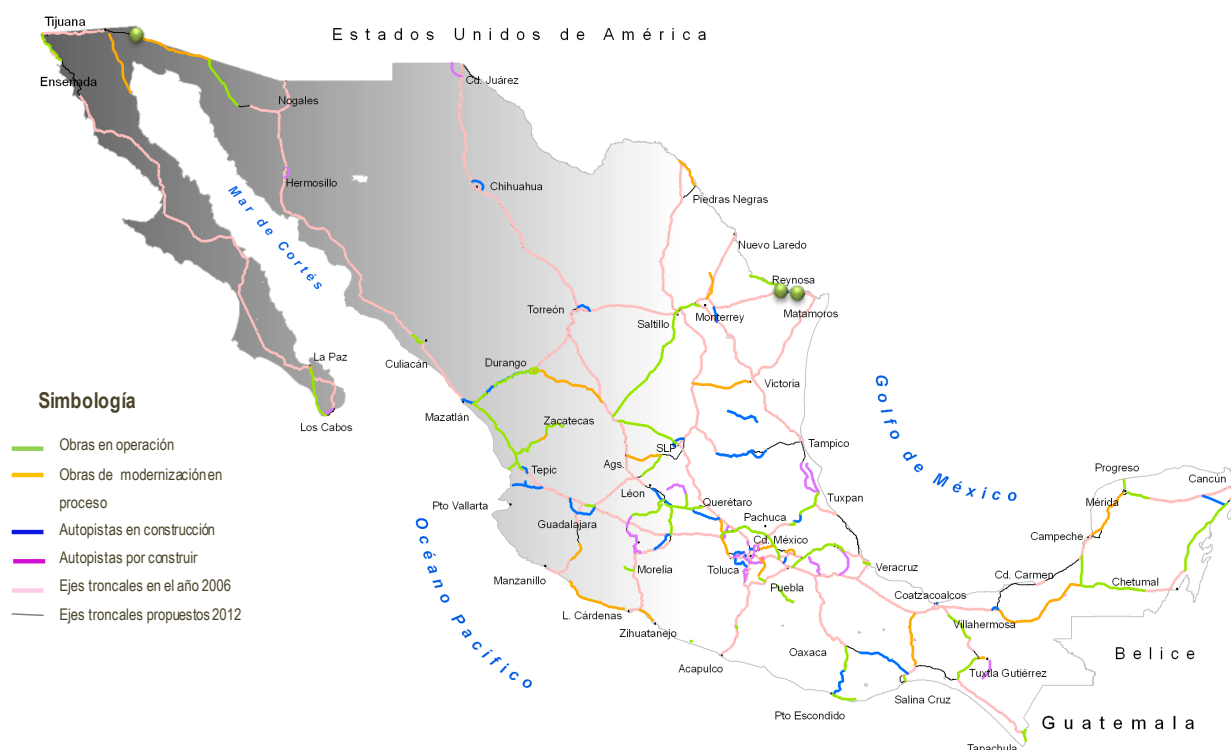 Tijuana
Estados Unidos de América
Ensenada
Cd. Juárez
Nogales
Hermosillo
Chihuahua
Piedras Negras
Mar de Cortés
Nuevo Laredo
Reynosa
Torreón
Saltillo
Monterrey
Matamoros
La Paz
Culiacán
Durango
Victoria
Golfo de México
Simbología
Los Cabos
Mazatlán
Zacatecas
Obras en operación
SLP
Tampico
Obras de modernización en
proceso
Tepic
Ags.
Progreso
Cancún
Léon
Querétaro
Tuxpan
Mérida
Pto Vallarta
Autopistas en construcción
Guadalajara
Pachuca
Cd. México
Campeche
Autopistas por construir
Océano Pacífico
Manzanillo
Morelia
Toluca
Puebla
Veracruz
Cd. Carmen
Chetumal
Ejes troncales en el año 2006
Coatzacoalcos
Ejes troncales propuestos 2012
L. Cárdenas
Zihuatanejo
Villahermosa
Oaxaca
Belice
Acapulco
Tuxtla Gutiérrez
Salina Cruz
Pto Escondido
Guatemala
Tapachula